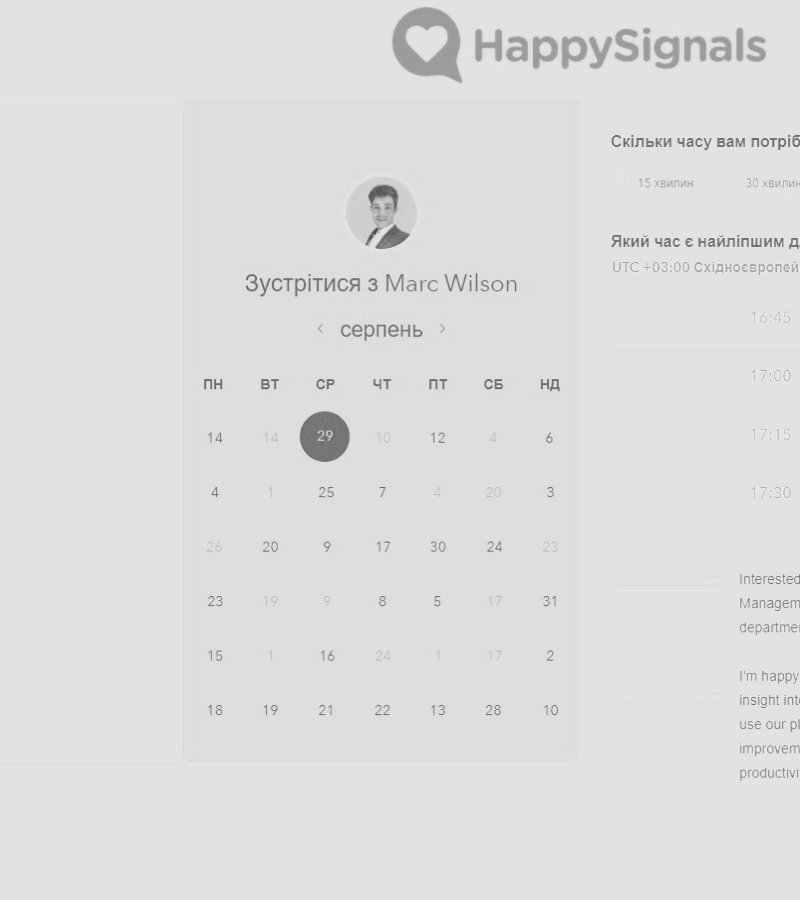 HappySignals
Зустрітися з Marc Wilson
серпень
ПН ВТ СР ЧТ ПТ СБ НД
14 14 29 10 12 4 6
4 1 25 7 4 20 3
26 20 9 17 30 24 23
23 19 9 8 5 17 31
15 1 16 24 1 17 2
18 19 21 22 13 28 10
Скільки часу вам потріб
15 хвилин 30 хвилин
Який час є найліпшим д
UTC +03:00 Східноєвропей
16:45
17:00
17:15
17:30
Interested
Managem
departme
I'm happy
insight int
use our pl
improvem
productivi